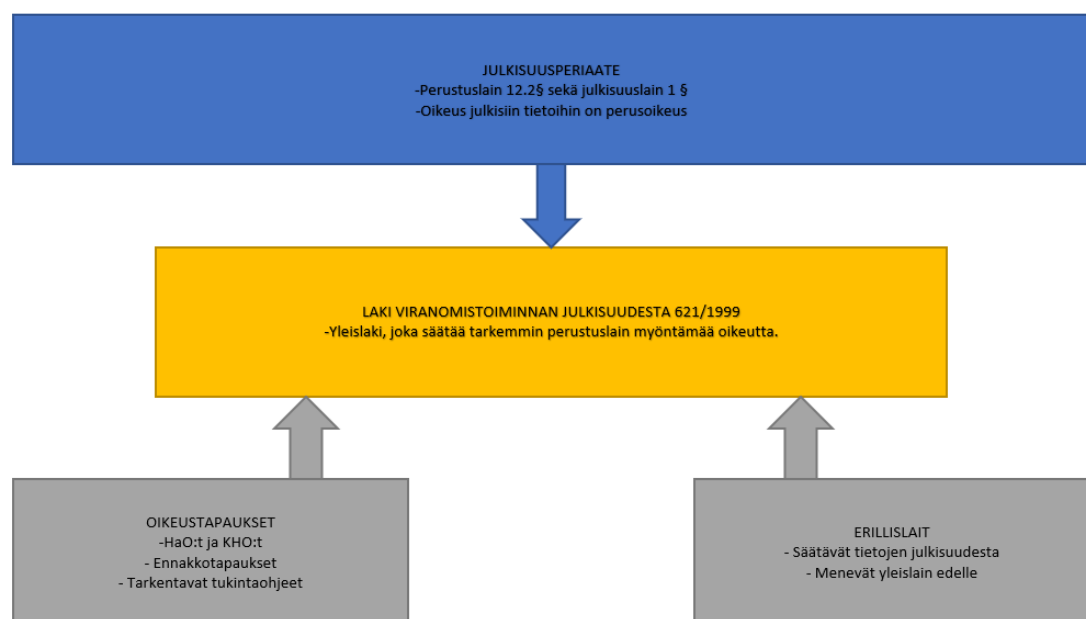 JULKISUUSPERIAATE
-Perustuslain 12.2§ sekä julkisuuslain 1 §
-Oikeus julkisiin tietoihin on perusoikeus
LAKI VIRANOMISTOIMINNAN JULKISUUDESTA 621/1999
-Yleislaki, joka säätää tarkemmin perustuslain myöntämää oikeutta.
OIKEUSTAPAUKSET
-HaO:t ja KHO:t
- Ennakkotapaukset
- Tarkentavat tukintaohjeet
ERILLISLAIT
- Säätävät tietojen julkisuudesta
- Menevät yleislain edelle